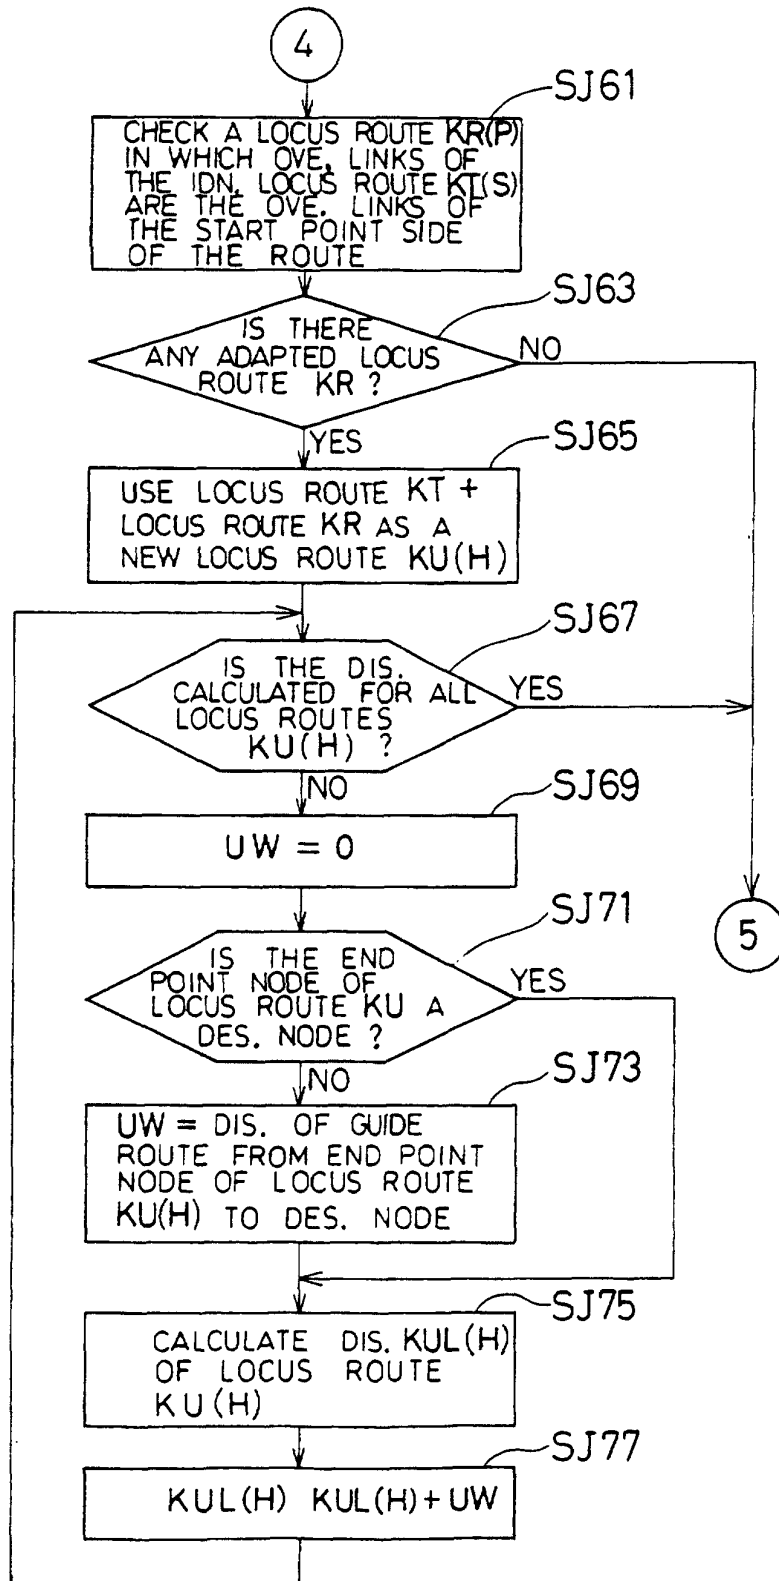 4
SJ61
CHECK A LOCUS ROUTE KR(P)
IN WHICH OVE. LINKS OF
THE IDN. LOCUS ROUTE KT(S)
ARE THE OVE. LINKS OF
THE START POINT SIDE
OF THE ROUTE
SJ63
IS THERE
ANY ADAPTED LOCUS
ROUTE KR ?
NO
YES
SJ65
USE LOCUS ROUTE KT +
LOCUS ROUTE KR AS A
NEW LOCUS ROUTE KU(H)
SJ67
IS THE DIS.
CALCULATED FOR ALL
LOCUS ROUTES
KU(H) ?
YES
NO
SJ69
UW = 0
SJ71
IS THE END
POINT NODE OF
LOCUS ROUTE KU A
DES. NODE ?
YES
5
NO
SJ73
UW = DIS. OF GUIDE
ROUTE FROM END POINT
NODE OF LOCUS ROUTE
KU(H) TO DES. NODE
SJ75
CALCULATE DIS. KUL(H)
OF LOCUS ROUTE
KU(H)
SJ77
KUL(H) KUL(H) + UW